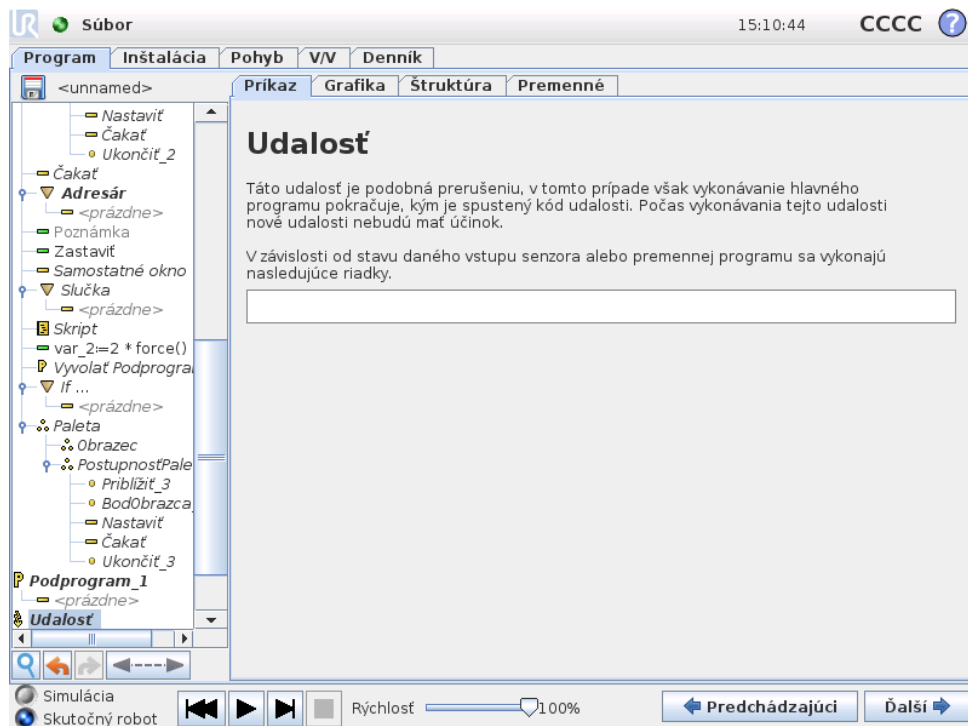 Súbor
15:10:44
CCCC
Program Inštalácia Pohyb V/V Denník
<unnamed>
Príkaz Grafika Štruktúra Premenné
Nastaviť
Čakať
Ukončiť_2
Čakať
Adresár
<prázdne>
Poznámka
Zastaviť
Samostatné okno
Slučka
<prázdne>
Skript
var_2:=2 * force()
Vyvolať Podprogra
If ...
<prázdne>
Paleta
Obrazec
PostupnosťPale
Priblížiť_3
BodObrazca
Nastaviť
Čakať
Ukončiť_3
Podprogram_1
<prázdne>
Udalosť
Udalosť
Táto udalosť je podobná prerušeniu, v tomto prípade však vykonávanie hlavného
programu pokračuje, kým je spustený kód udalosti. Počas vykonávania tejto udalosti
nové udalosti nebudú mať účinok.
V závislosti od stavu daného vstupu senzora alebo premennej programu sa vykonajú
nasledujúce riadky.
Simulácia
Skutočný robot
Rýchlosť 100%
Predchádzajúci
Ďalší